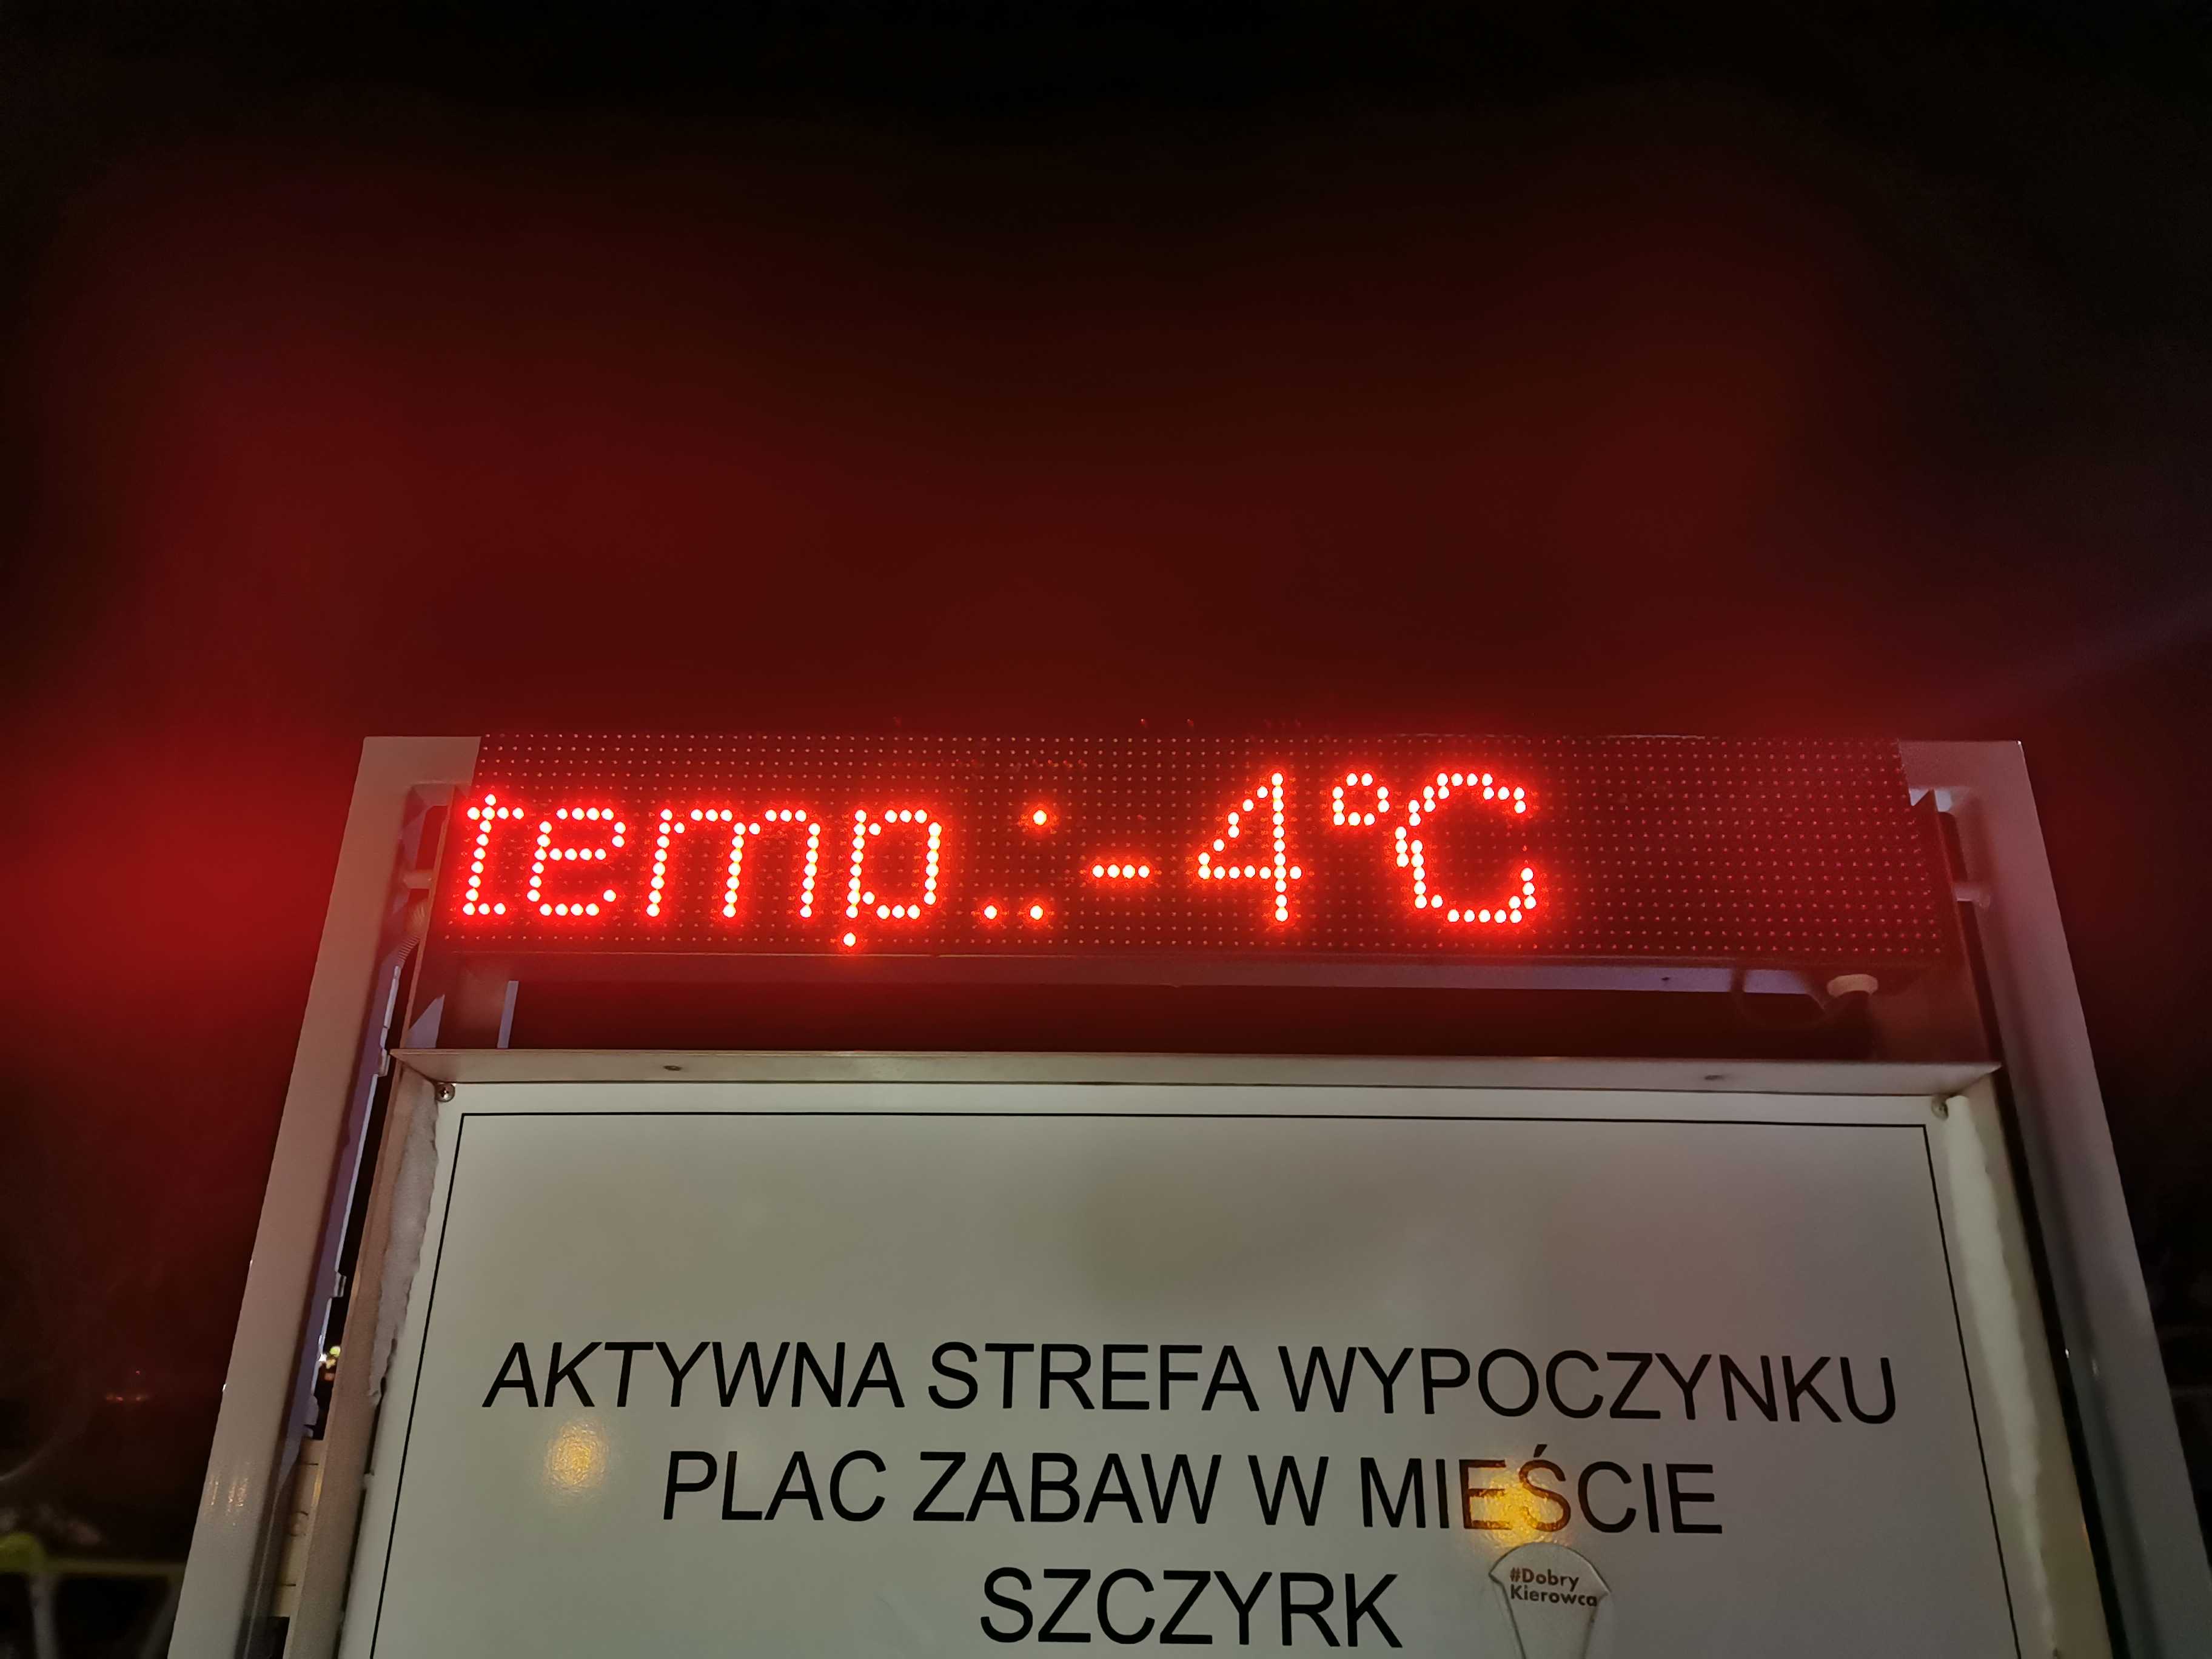 temp.:-4°C
AKTYWNA STREFA WYPOCZYNKU
PLAC ZABAW W MIEŚCIE
SZCZYRK
#Dobry
Kierowca